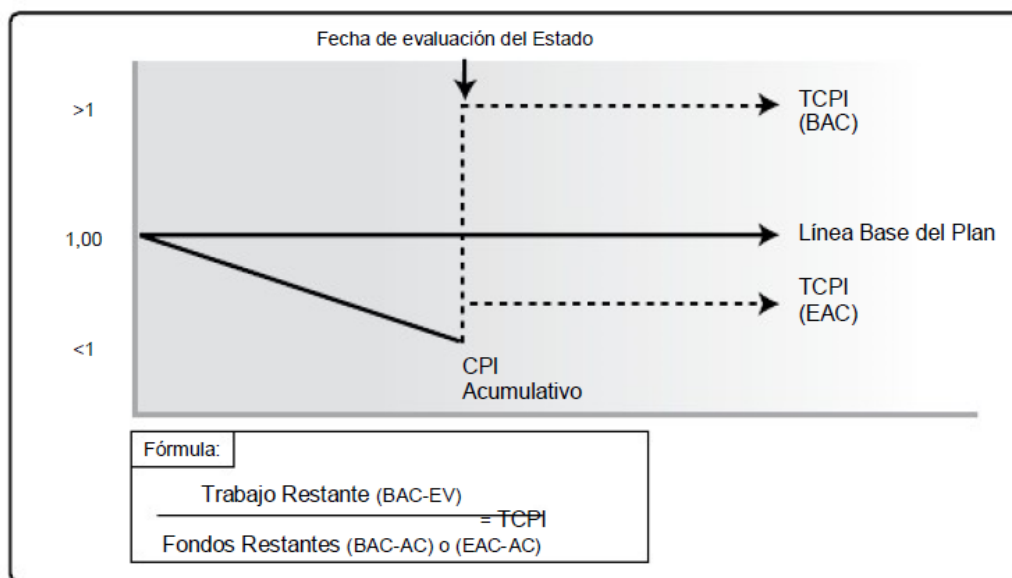 Fecha de evaluación del Estado
>1
TCPI
(BAC)
1,00
Línea Base del Plan
TCPI
(EAC)
<1
CPI
Acumulativo
Fórmula:
Trabajo Restante (BAC-EV)
= TCPI
Fondos Restantes (BAC-AC) o (EAC-AC)